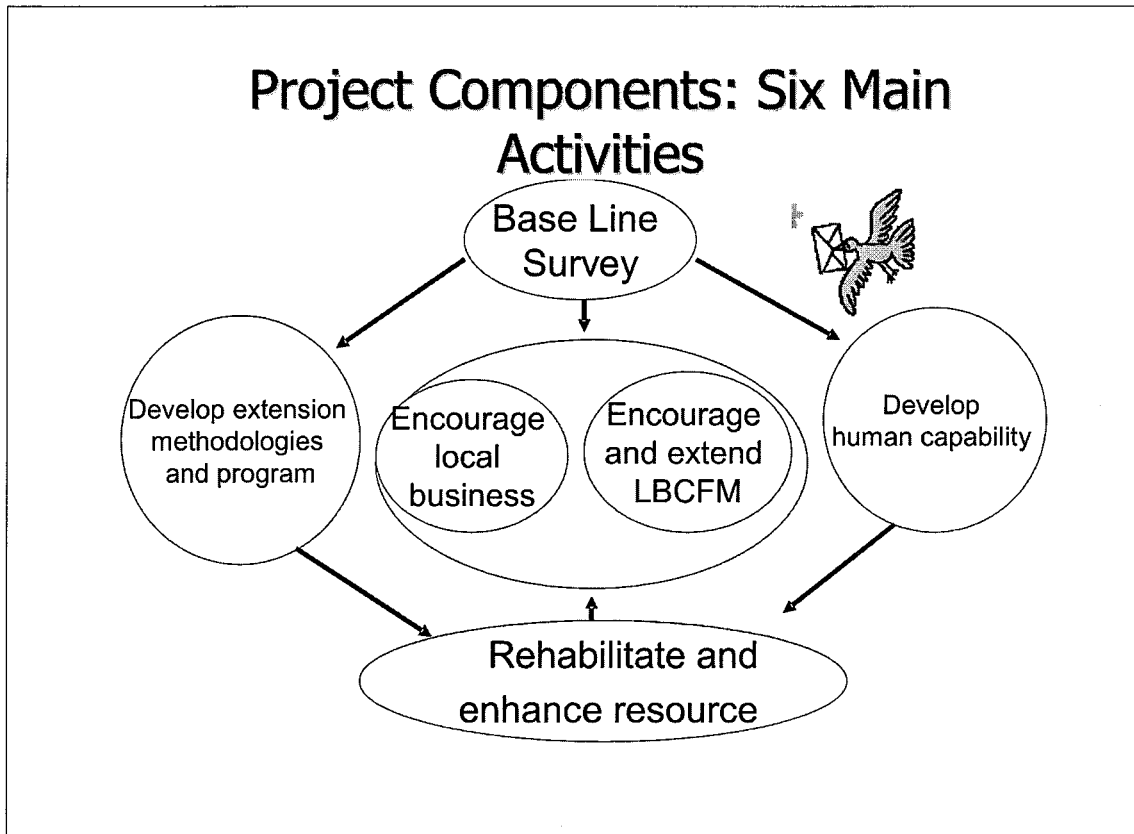 Project Components: Six Main
Activities
Base Line
Survey
Develop extension
methodologies
and program
Encourage
local
business
Encourage
and extend
LBCFM
Develop
human capability
Rehabilitate and
enhance resource